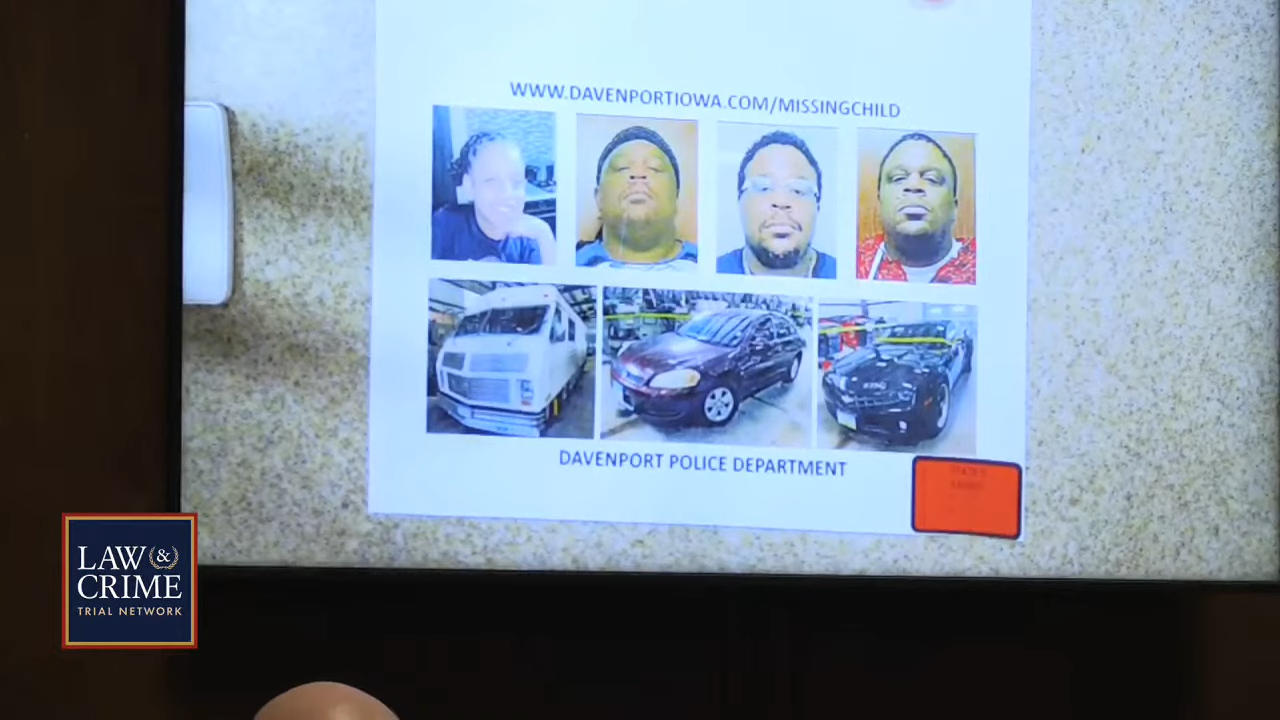 WWW.DAVENPORTIOWA.COM/MISSINGCHILD
DAVENPORT POLICE DEPARTMENT
LAW &
CRIME
TRIAL NETWORK